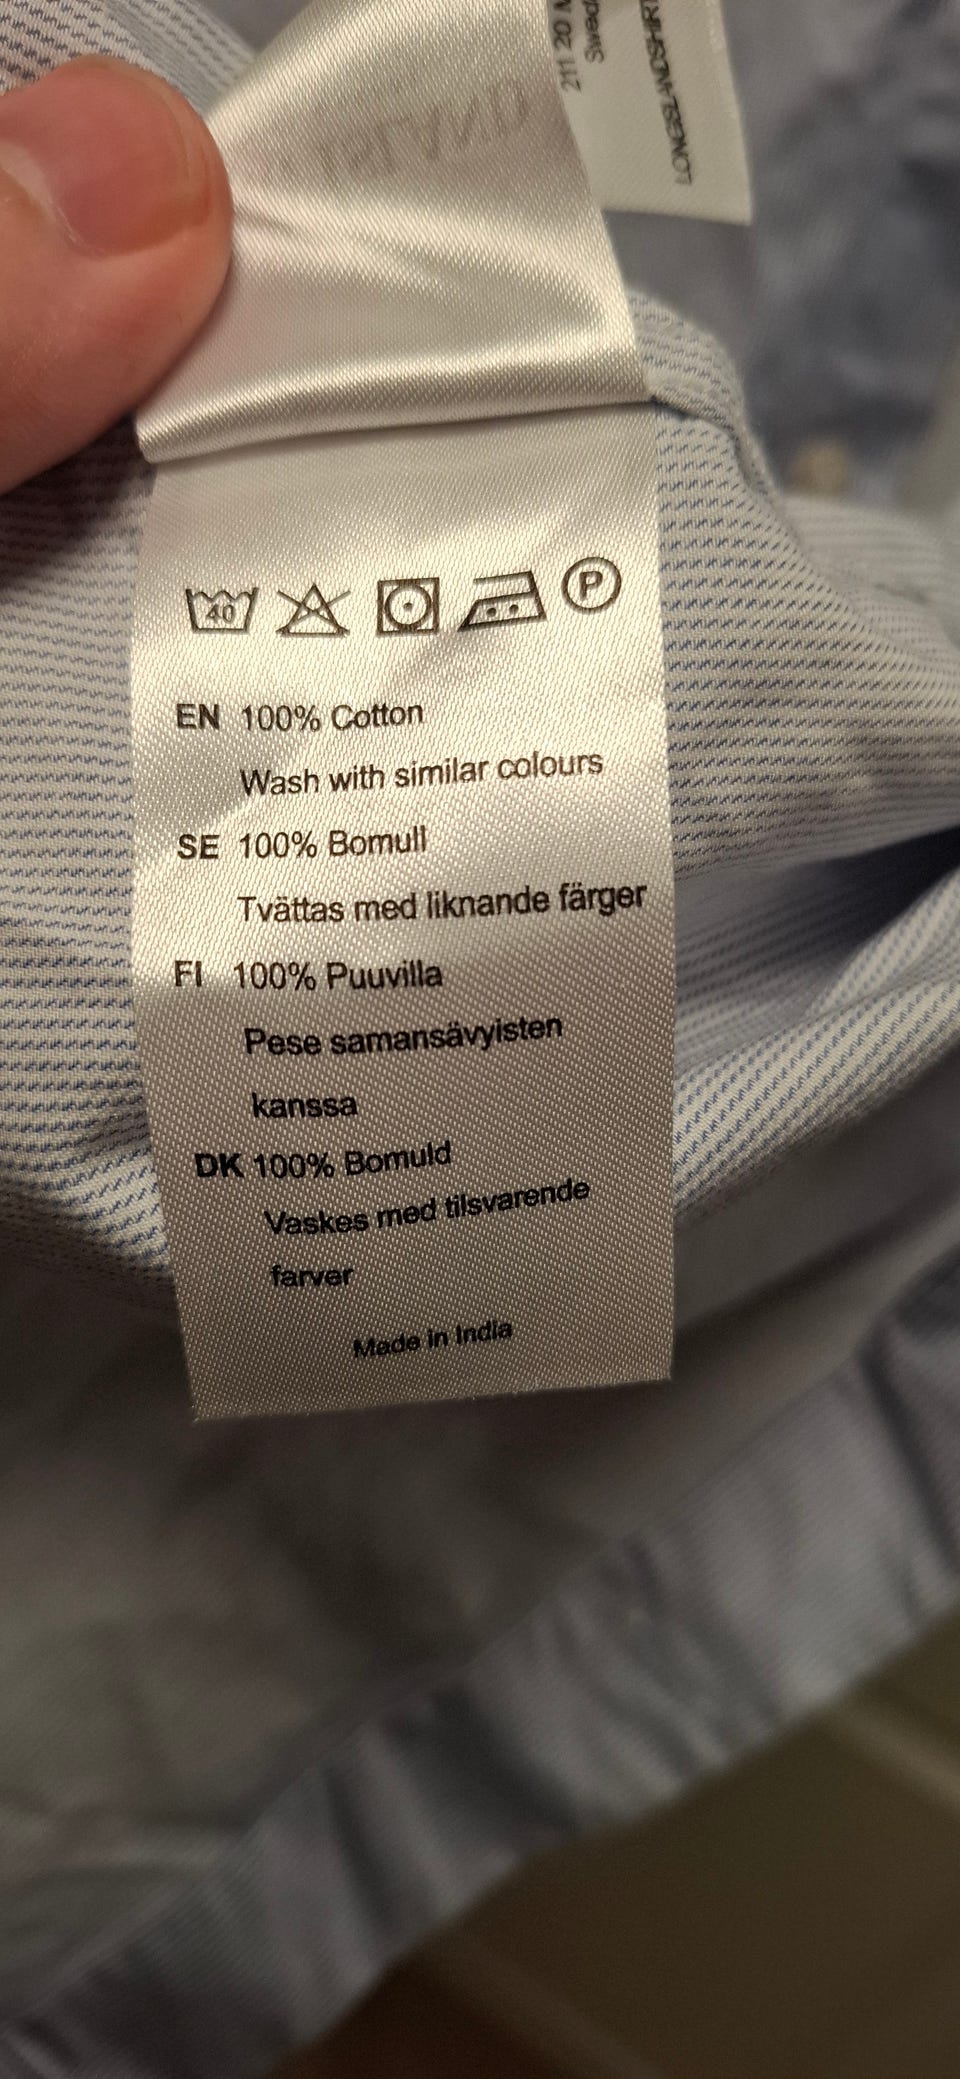 40
P
EN 100% Cotton
Wash with similar colours
SE 100% Bomull
Tvättas med liknande färger
FI 100% Puuvilla
Pese samansävyisten
kanssa
DK 100% Bomuld
Vaskes med tilsvarende
farver
Made in India